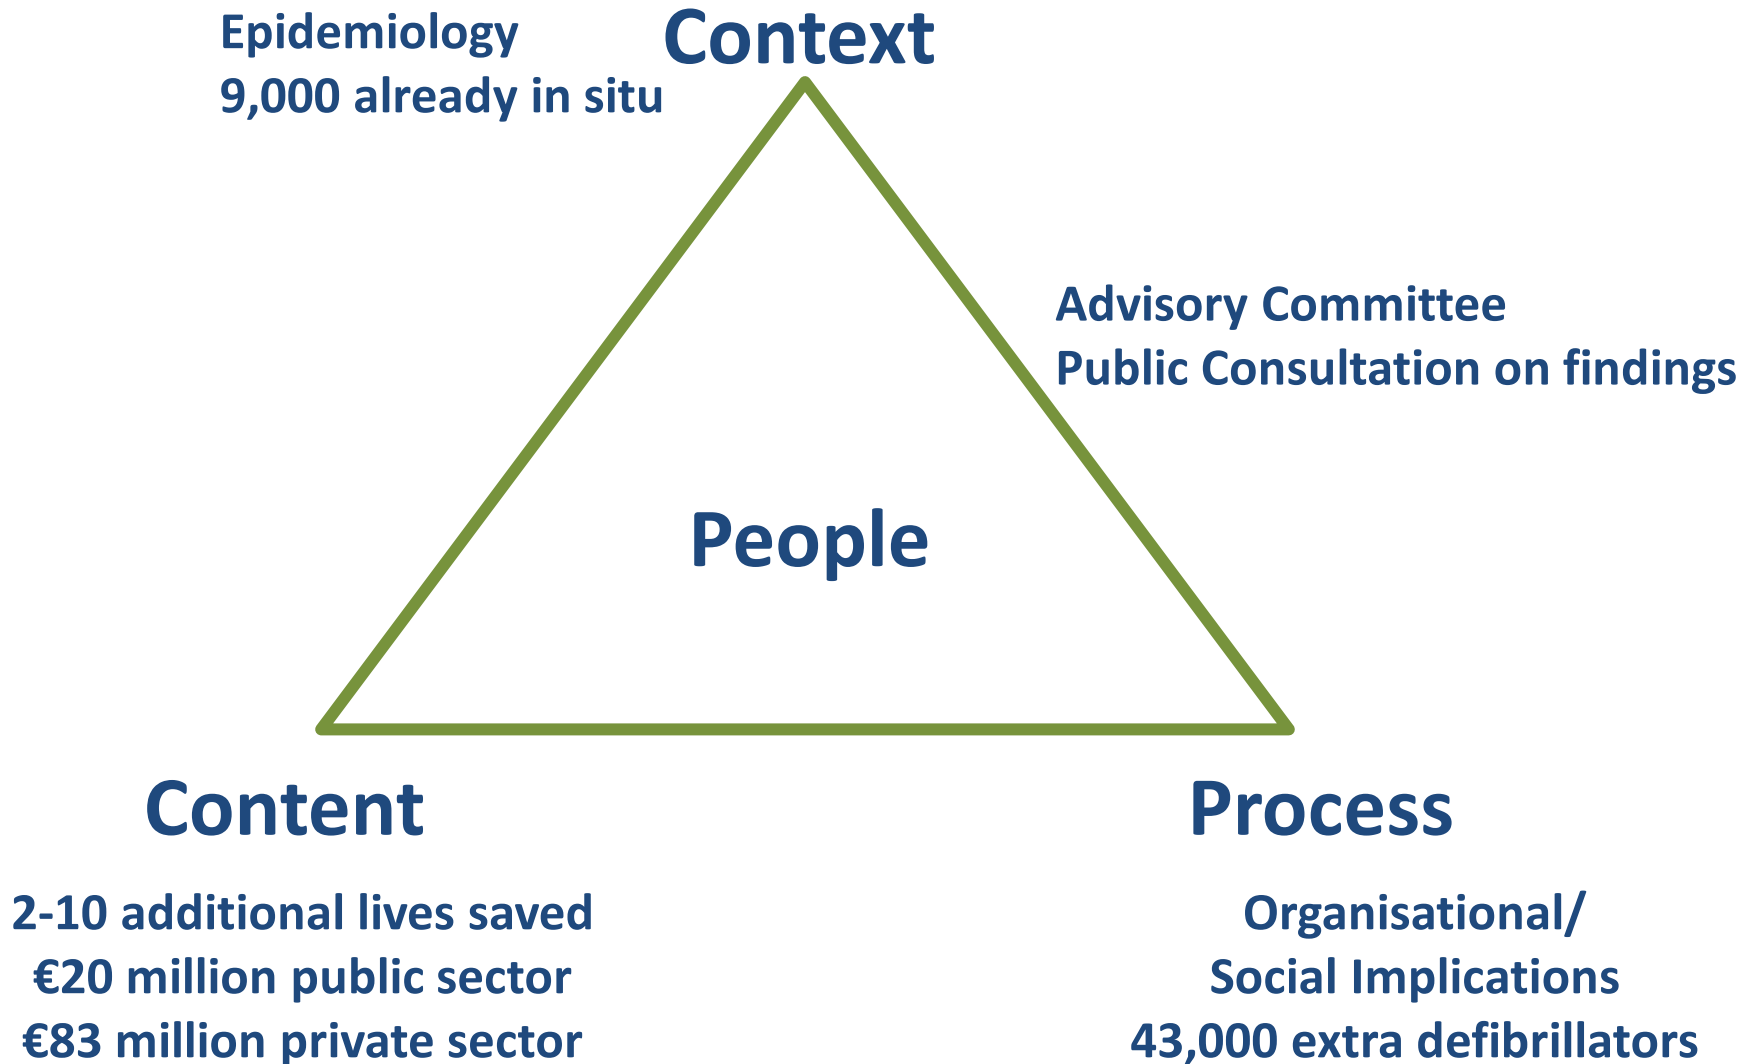 Epidemiology
9,000 already in situ
Context
Advisory Committee
Public Consultation on findings
People
Content
2-10 additional lives saved
€20 million public sector
€83 million private sector
Process
Organisational/
Social Implications
43,000 extra defibrillators